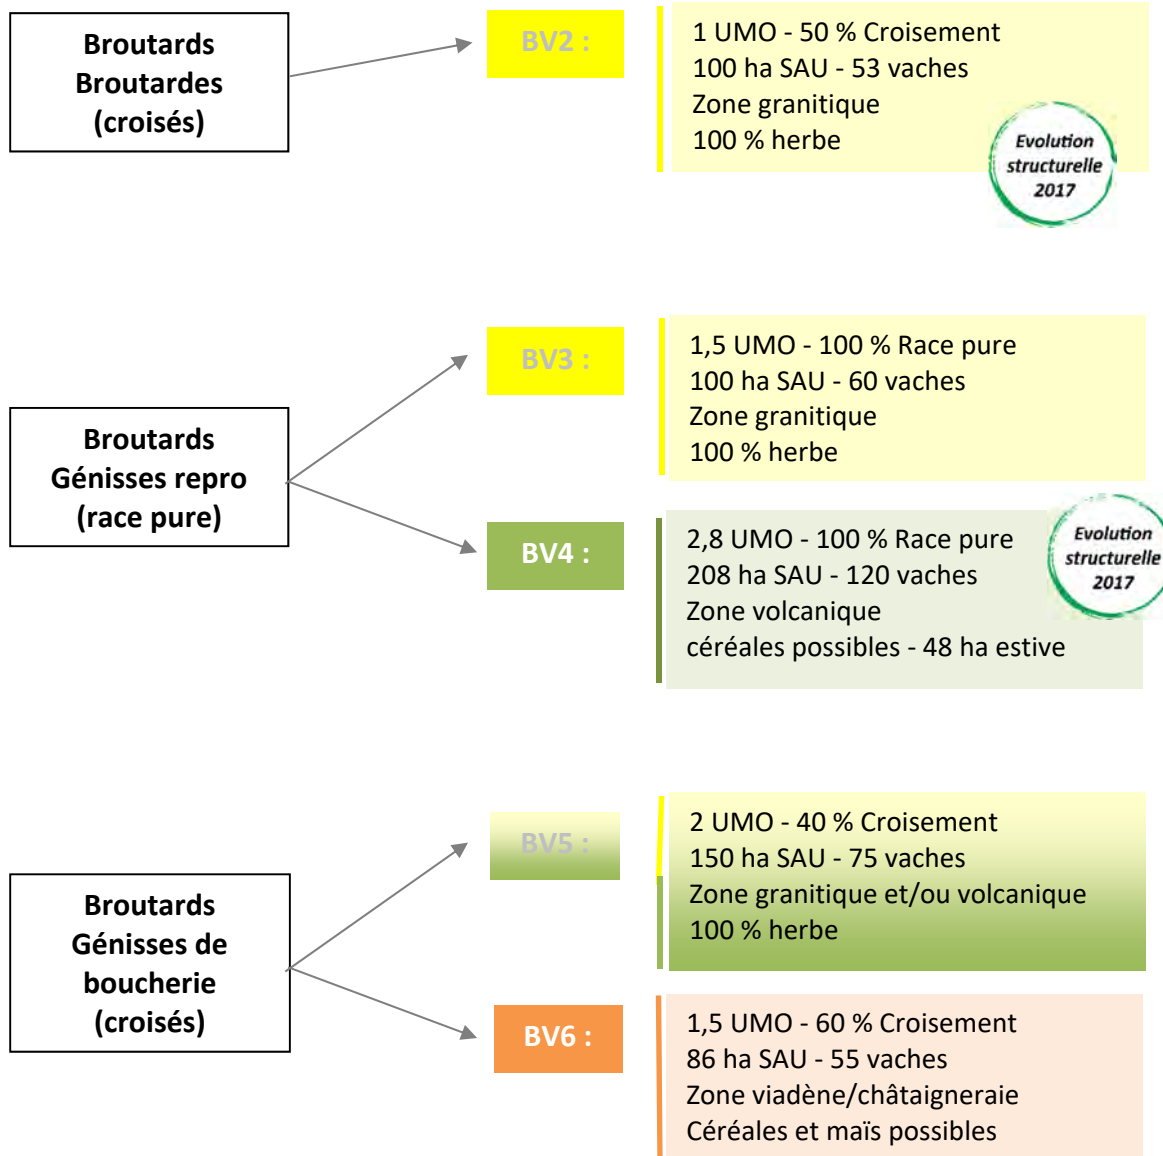 Broutards
Broutardes
(croisés)
BV2 :
1 UMO - 50 % Croisement
100 ha SAU - 53 vaches
Zone granitique
100 % herbe
Evolution
structurelle
2017
Broutards
Génisses repro
(race pure)
BV3 :
1,5 UMO - 100 % Race pure
100 ha SAU - 60 vaches
Zone granitique
100 % herbe
BV4 :
2,8 UMO - 100 % Race pure
208 ha SAU - 120 vaches
Zone volcanique
céréales possibles - 48 ha estive
Evolution
structurelle
2017
Broutards
Génisses de
boucherie
(croisés)
BV5 :
2 UMO - 40 % Croisement
150 ha SAU - 75 vaches
Zone granitique et/ou volcanique
100 % herbe
BV6 :
1,5 UMO - 60 % Croisement
86 ha SAU - 55 vaches
Zone viadène/châtaigneraie
Céréales et maïs possibles